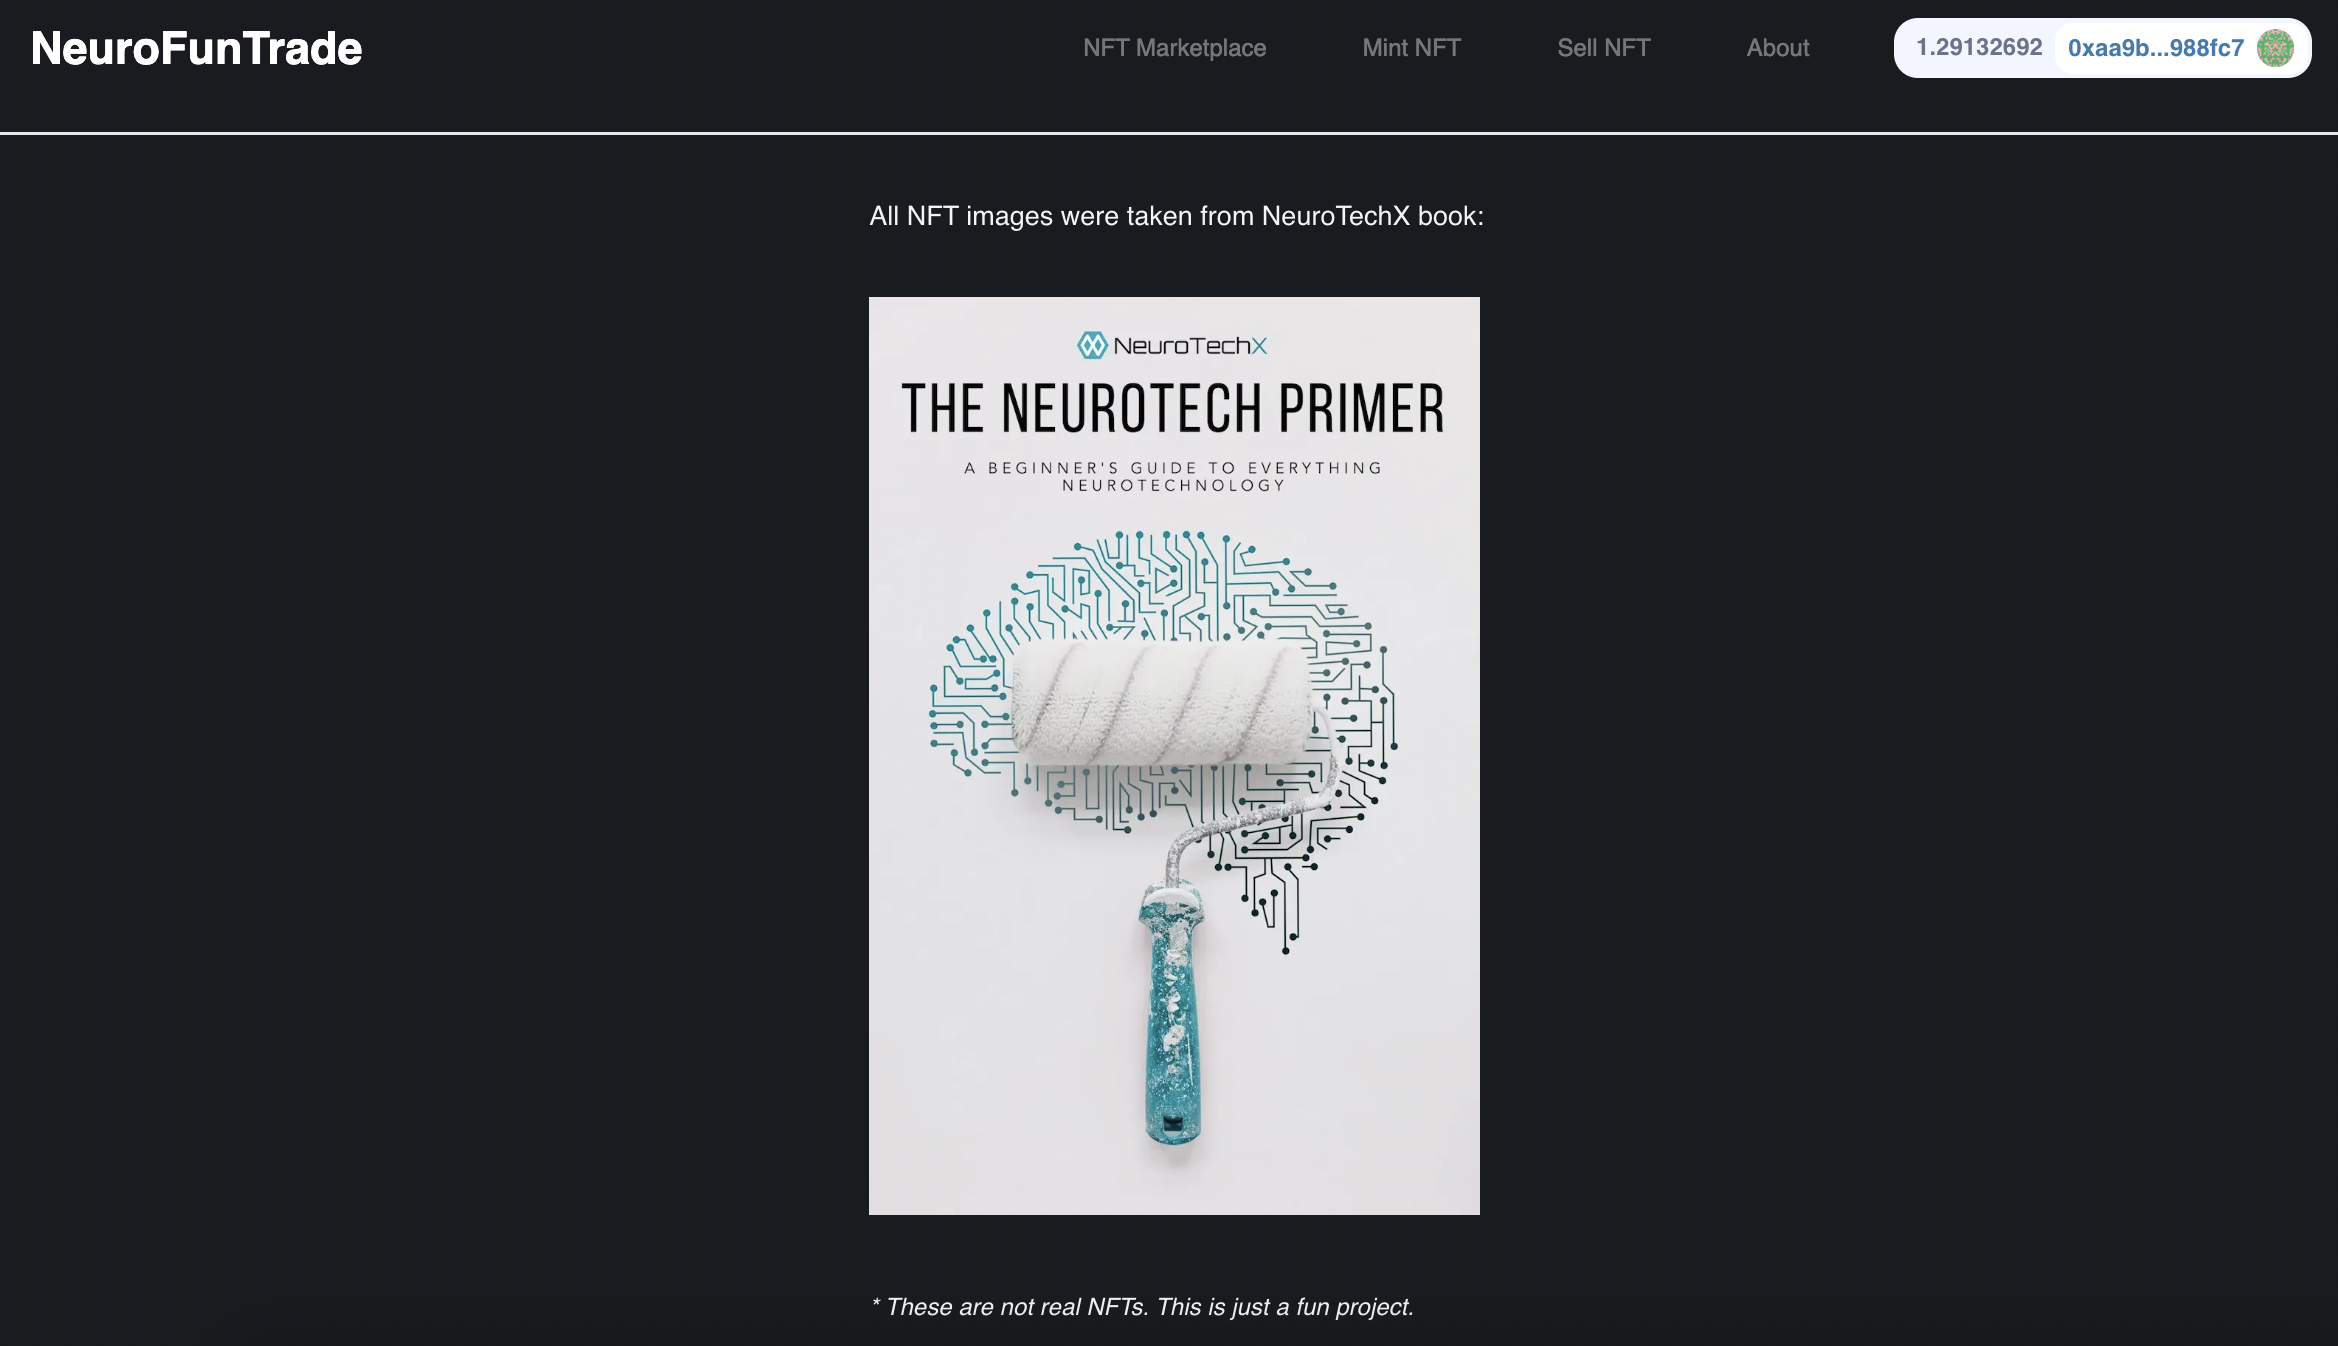 NeuroFunTrade
NFT Marketplace
Mint NFT
Sell NFT
About
1.29132692
0xaa9b...988fc7
All NFT images were taken from NeuroTechX book:
NeuroTechX
THE NEUROTECH PRIMER
A BEGINNER'S GUIDE TO EVERYTHING
NEUROTECHNOLOGY
* These are not real NFTs. This is just a fun project.